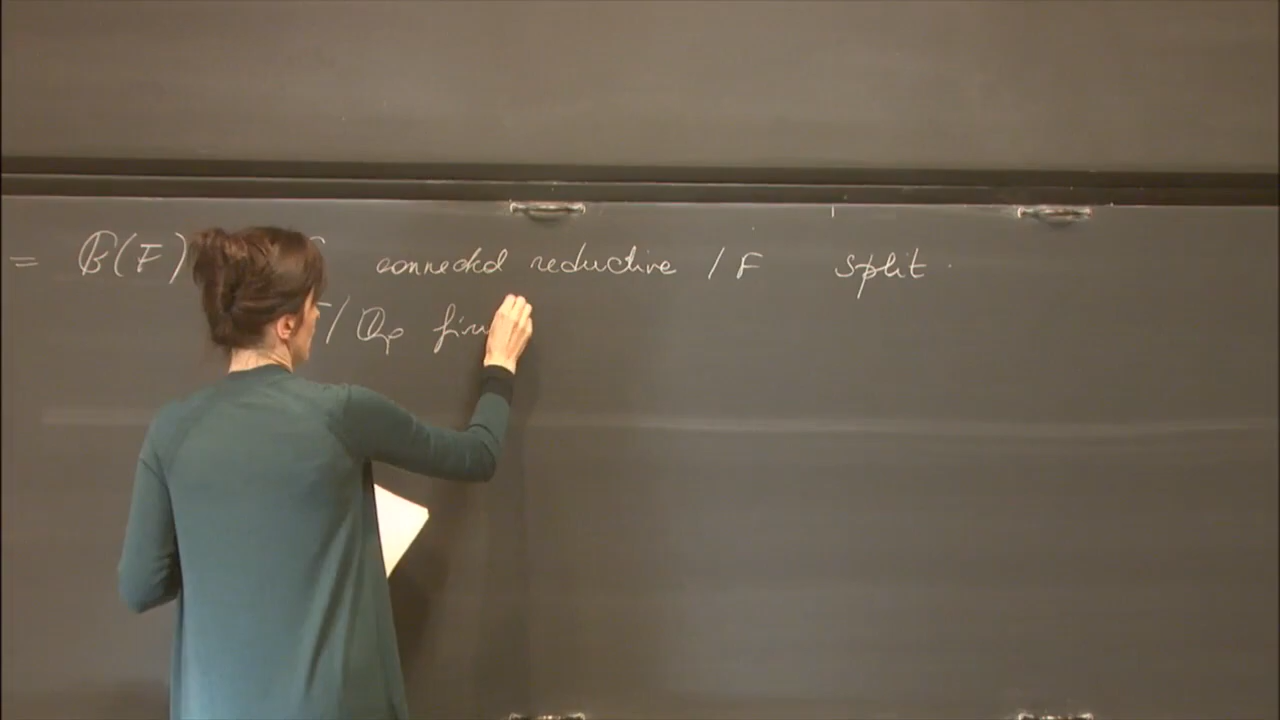 = G(F) connected reductive / F split
/ Qp fin